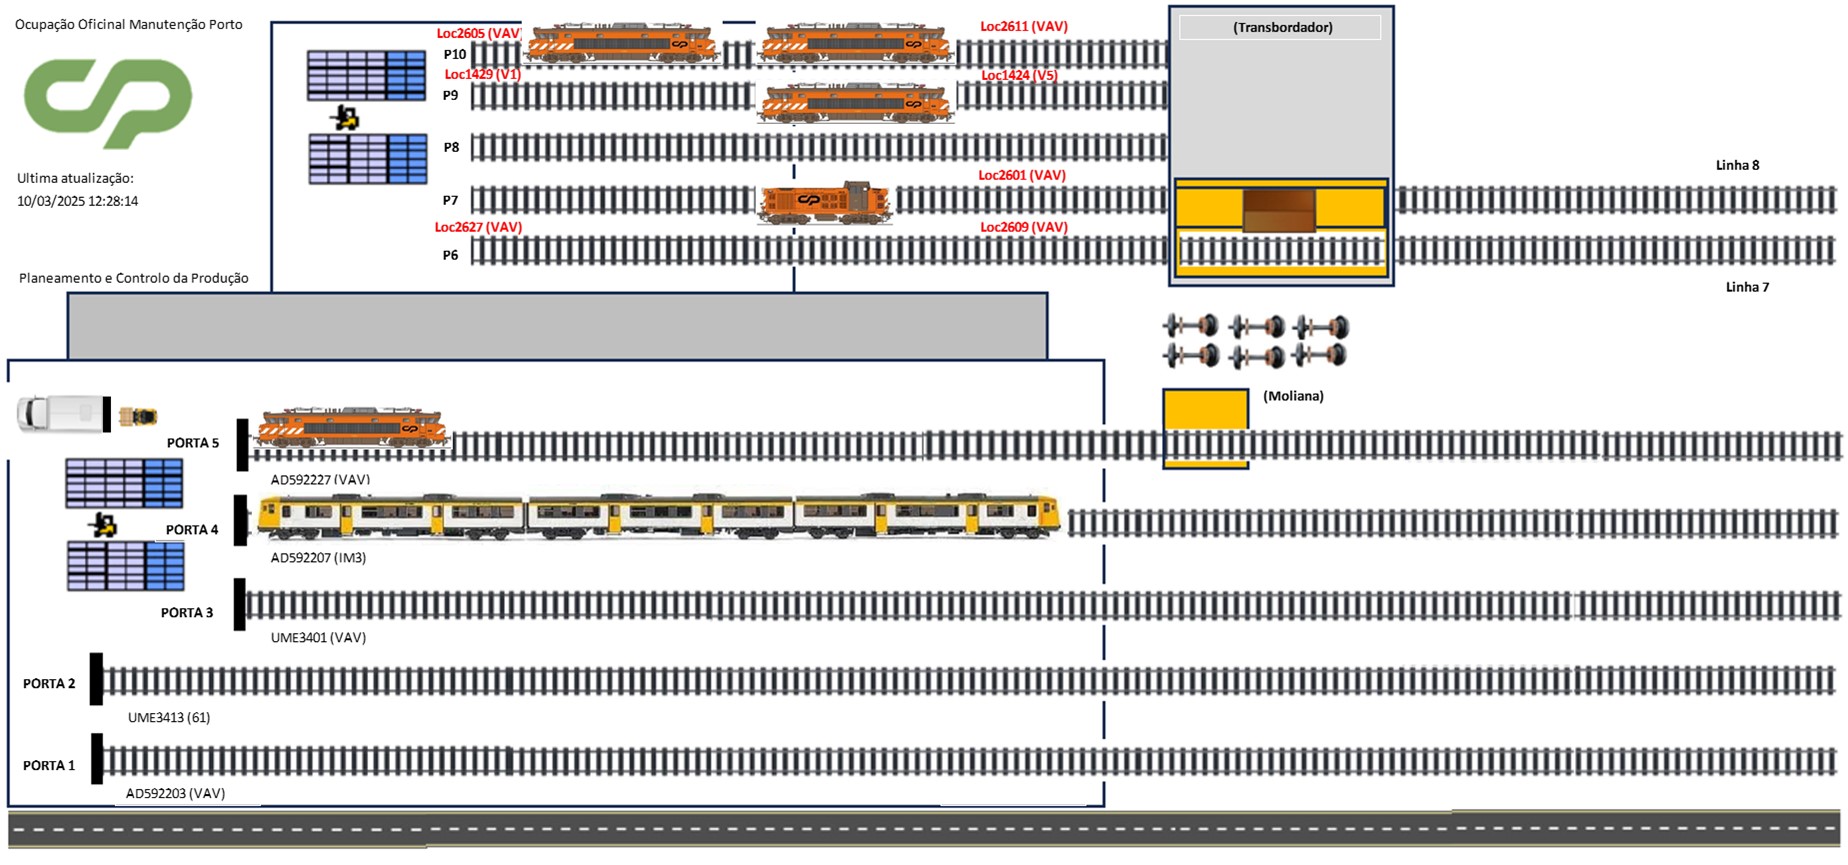 Ocupação Oficinal Manutenção Porto
Ultima atualização:
10/03/2025 12:28:14
Planeamento e Controlo da Produção
Loc2605 (VAV)
Loc2611 (VAV)
P10
Loc1429 (V1)
Loc1424 (V5)
P9
P8
Loc2601 (VAV)
P7
Loc2627 (VAV)
Loc2609 (VAV)
P6
(Transbordador)
Linha 8
Linha 7
(Moliana)
PORTA 5
AD592227 (VAV)
PORTA 4
AD592207 (IM3)
PORTA 3
UME3401 (VAV)
PORTA 2
UME3413 (61)
PORTA 1
AD592203 (VAV)